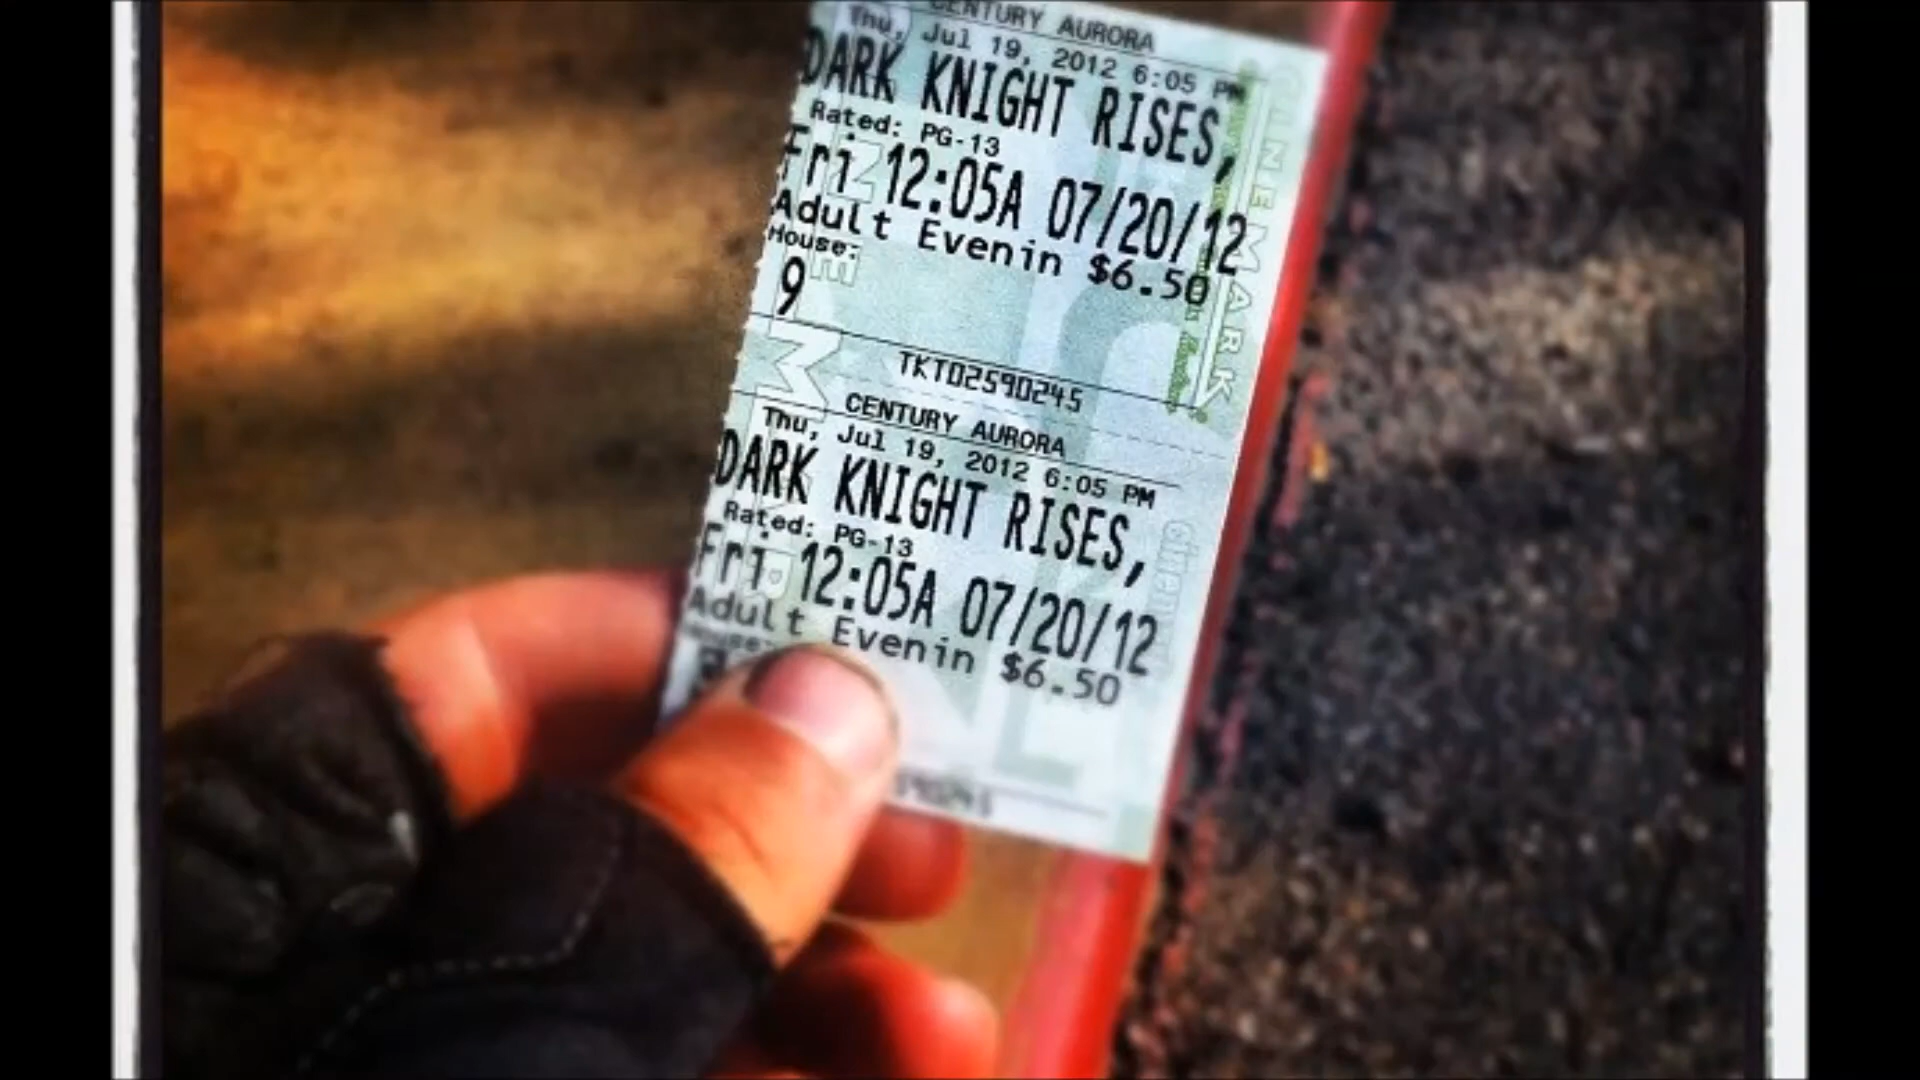 CENTURY AURORA
Thu, Jul 19, 2012 6:05 PM
DARK KNIGHT RISES,
Rated: PG-13
Fri 12:05A 07/20/12
Adult Evenin $6.50
House:
9
CINEMARK
TKT02590245
CENTURY AURORA
Thu, Jul 19, 2012 6:05 PM
DARK KNIGHT RISES,
Rated: PG-13
Fri 12:05A 07/20/12
Adult Evenin $6.50
House: